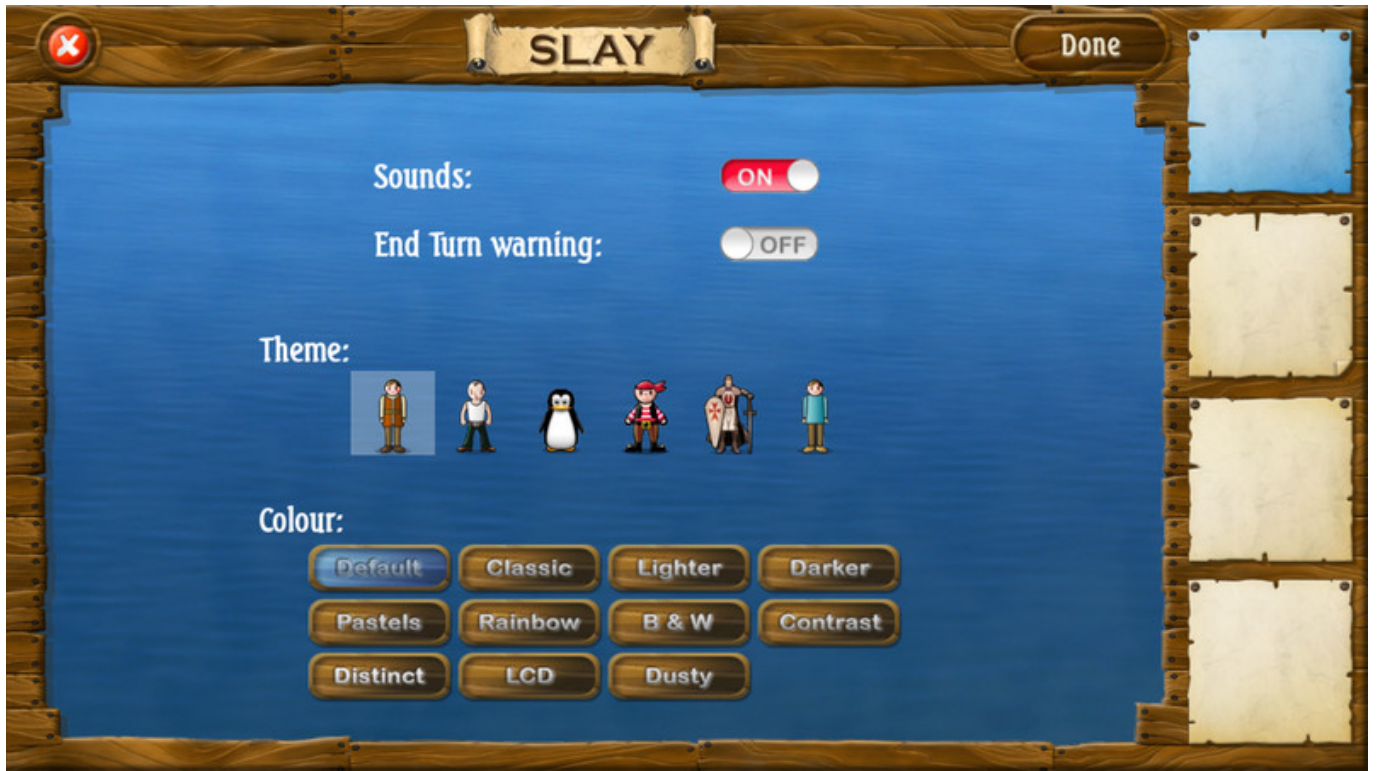 SLAY
Done
Sounds: ON
End Turn warning: OFF
Theme:
Colour:
Default Classic Lighter Darker
Pastels Rainbow B & W Contrast
Distinct LCD Dusty